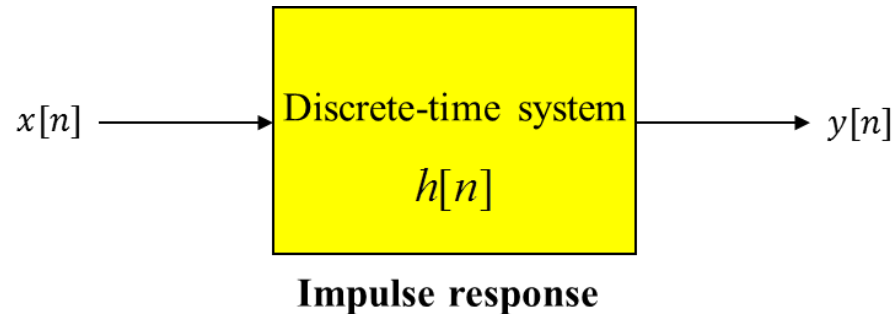 x[n]
Discrete-time system
h[n]
y[n]
Impulse response